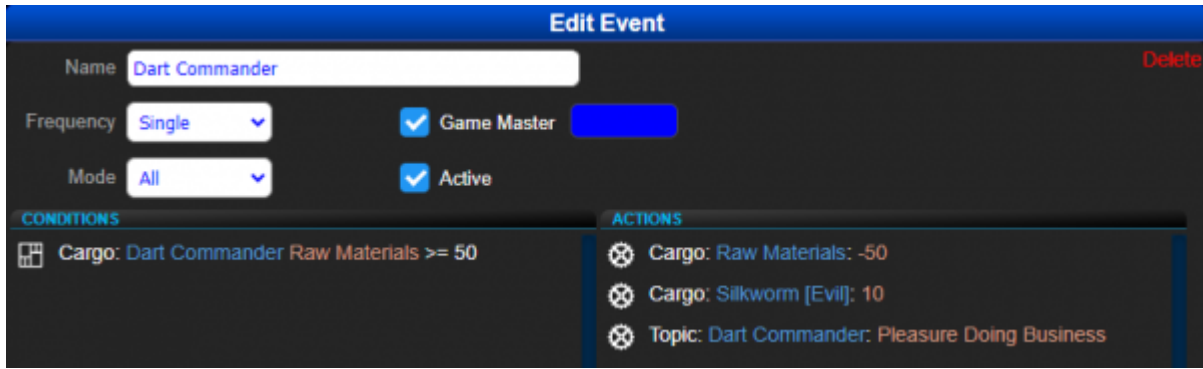 Edit Event
Name Dart Commander Delete
Frequency Single Game Master
Mode All Active
CONDITIONS ACTIONS
Cargo: Dart Commander Raw Materials >= 50 Cargo: Raw Materials: -50
Cargo: Silkworm [Evil]: 10
Topic: Dart Commander: Pleasure Doing Business